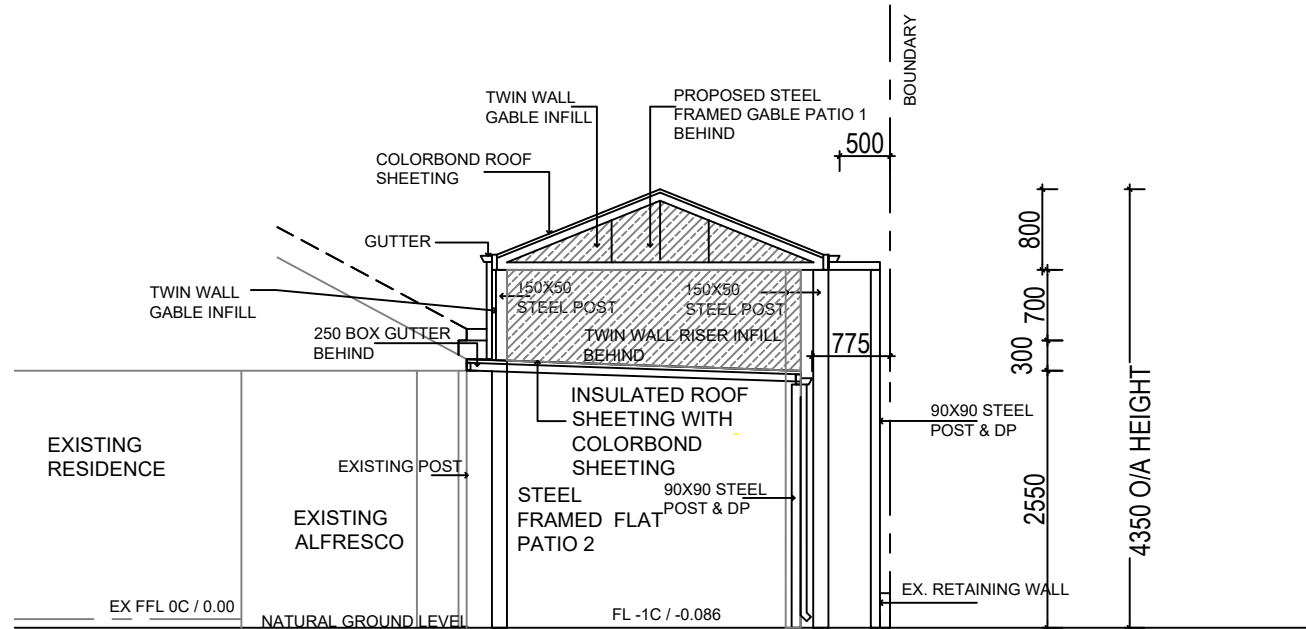 BOUNDARY
TWIN WALL
GABLE INFILL
PROPOSED STEEL
FRAMED GABLE PATIO 1
BEHIND
500
COLORBOND ROOF
SHEETING
GUTTER
800
TWIN WALL
GABLE INFILL
150X50
STEEL POST
150X50
STEEL POST
700
250 BOX GUTTER
BEHIND
TWIN WALL RISER INFILL
BEHIND
775
300
INSULATED ROOF
SHEETING WITH
COLORBOND
SHEETING
90X90 STEEL
POST & DP
4350 O/A HEIGHT
EXISTING
RESIDENCE
EXISTING POST
90X90 STEEL
POST & DP
2550
STEEL
FRAMED FLAT
PATIO 2
EXISTING
ALFRESCO
EX. RETAINING WALL
EX FFL 0C / 0.00
NATURAL GROUND LEVEL
FL -1C / -0.086